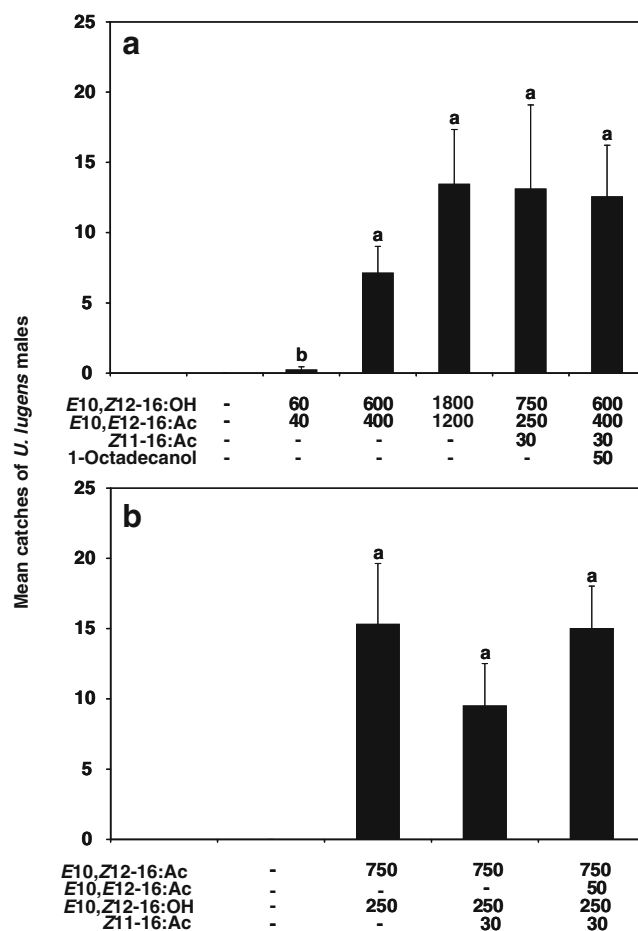 Mean catches of U. lugens males
a
25
20
15
10
5
0
b
a
a
a
a
E10,Z12-16:OH - 60 600 1800 750 600
E10,E12-16:Ac - 40 400 1200 250 400
Z11-16:Ac - - - - 30 30
1-Octadecanol - - - - - 50
b
25
20
15
10
5
0
a
a
a
E10,Z12-16:Ac - 750 750 750
E10,E12-16:Ac - - - 50
E10,Z12-16:OH - 250 250 250
Z11-16:Ac - - 30 30